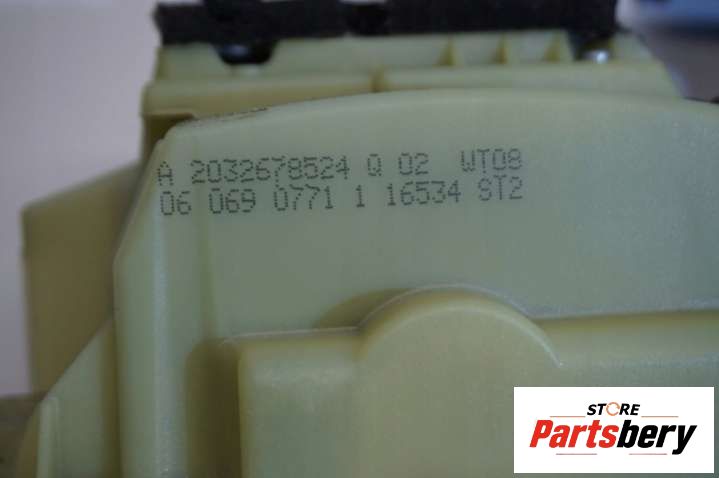 A 2032678524 Q 02 WT08
06 069 0771 1 16534 ST2
STORE
Partsbery